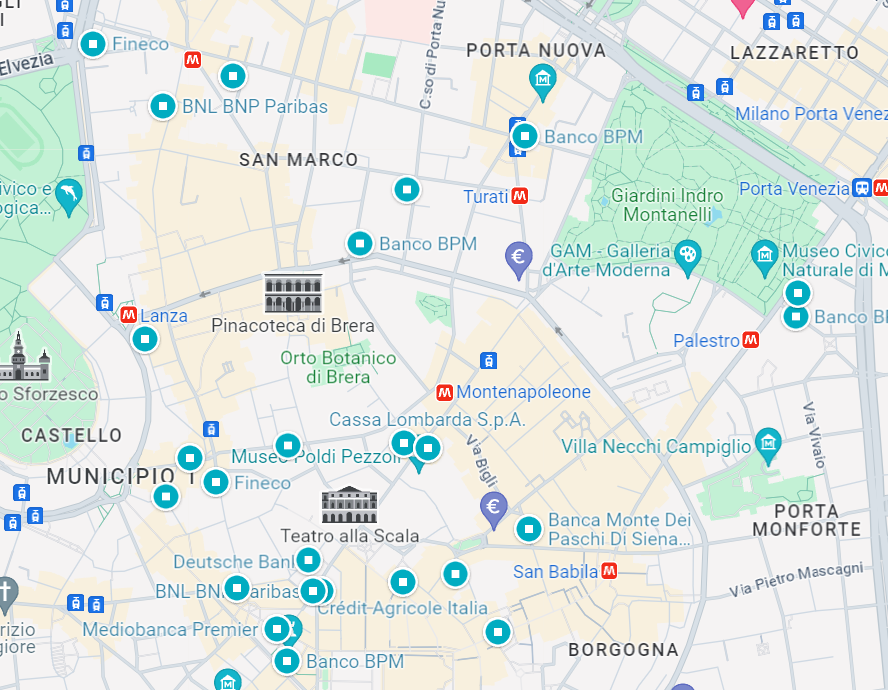 GLI
I
Fineco
Elvezia
M
BNL BNP Paribas
C.so di Porta Nu
PORTA NUOVA
LAZZARETTO
Milano Porta Venez
Banco BPM
SAN MARCO
ivico e
ogica...
Turati M
Giardini Indro
Montanelli
Porta Venezia
M
Banco BPM
€
GAM - Galleria
d'Arte Moderna
Museo Civico
Naturale di M
M Lanza
Pinacoteca di Brera
Banco B
Palestro M
Orto Botanico
di Brera
o Sforzesco
M Montenapoleone
Cassa Lombarda S.p.A.
CASTELLO
Via Vivaio
Museo Poldi Pezzoli
Via Bigli
Villa Necchi Campiglio
MUNICIPIO 1
Fineco
€
Teatro alla Scala
Banca Monte Dei
Paschi Di Siena...
PORTA
MONFORTE
Deutsche Bank
San Babila M
BNL BNP Paribas
Via Pietro Mascagni
Crédit Agricole Italia
Mediobanca Premier
rizio
giore
BORGOGNA
Banco BPM